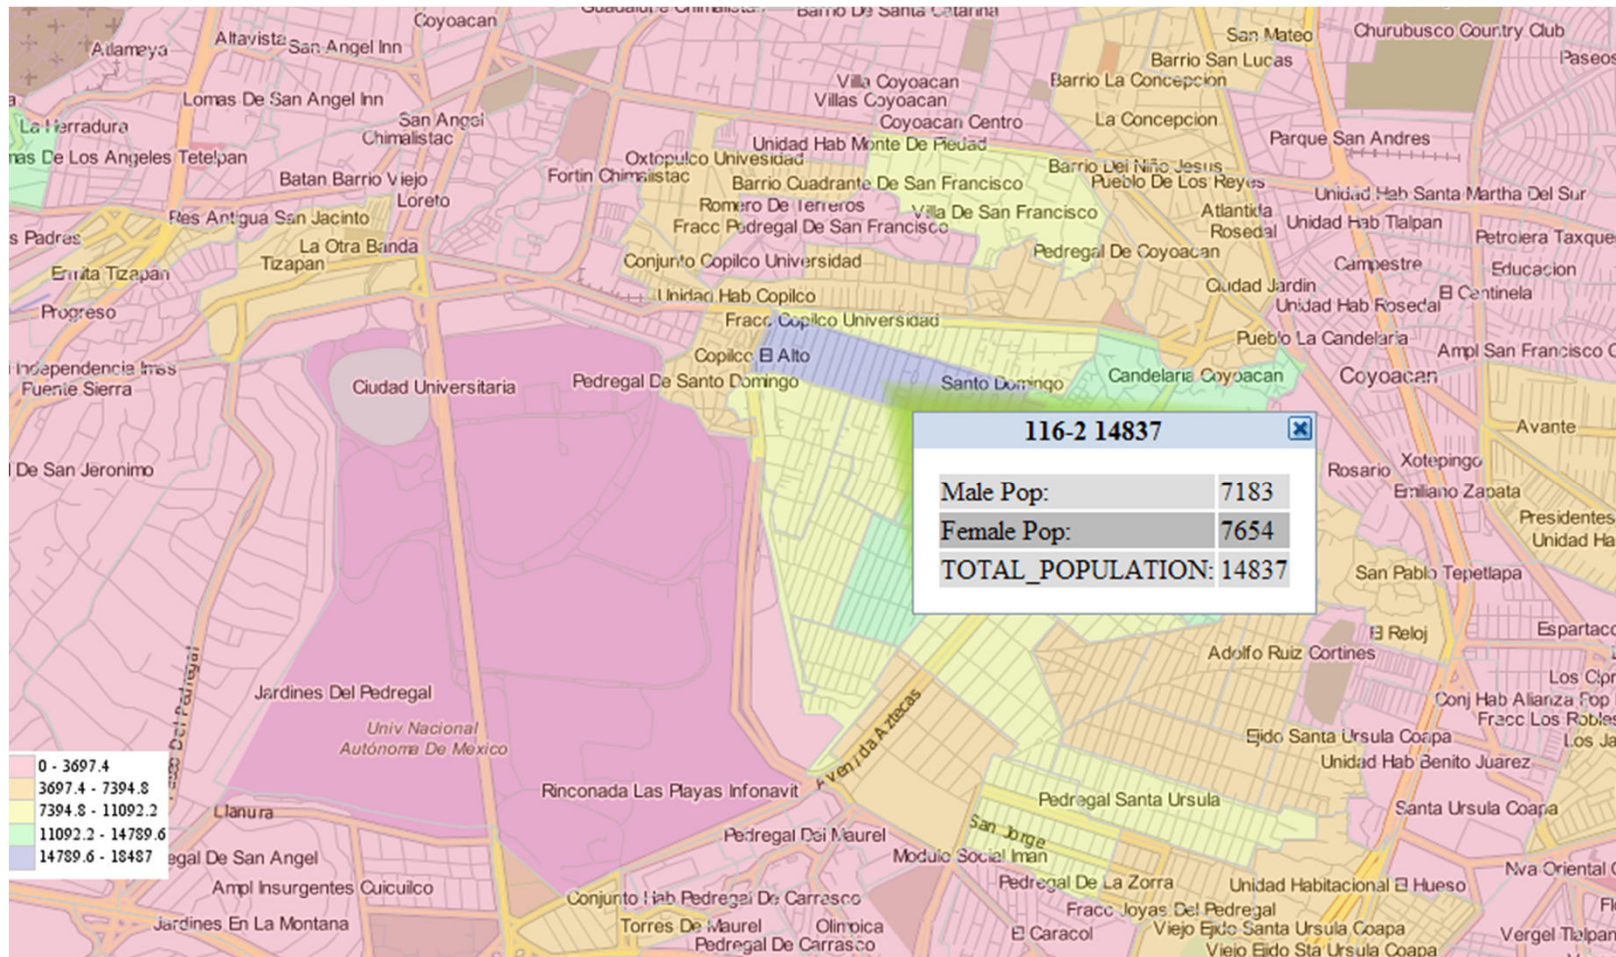 Coyoacan
Barrio De Santa Catarina
Altavista
San Angel Inn
Atlamaya
San Mateo
Churubusco Country Club
Barrio San Lucas
Paseos
Villa Coyoacan
Barrio La Concepcion
Lomas De San Angel Inn
Villas Coyoacan
San Angel
Chimalistac
Coyoacan Centro
La Concepcion
La Herradura
Parque San Andres
Unidad Hab Monte De Piedad
mas De Los Angeles Tetelpan
Oxtopulco Univesidad
Barrio Del Niño Jesus
Batan Barrio Viejo
Fortin Chimalistac
Barrio Cuadrante De San Francisco
Pueblo De Los Reyes
Unidad Hab Santa Martha Del Sur
Loreto
Romero De Terreros
Villa De San Francisco
Atlantida
Rosedal
Unidad Hab Tlalpan
Res Antigua San Jacinto
Fracc Pedregal De San Francisco
s Padres
La Otra Banda
Petrolera Taxque
Pedregal De Coyoacan
Tizapan
Conjunto Copilco Universidad
Campestre
Educacion
Ermita Tizapan
Ciudad Jardin
El Centinela
Unidad Hab Copilco
Unidad Hab Rosedal
Progreso
Fracc Copilco Universidad
Pueblo La Candelaria
Copilco El Alto
Ampl San Francisco C
Independencia Imss
Fuente Sierra
Ciudad Universitaria
Pedregal De Santo Domingo
Santo Domingo
Candelaria Coyoacan
Coyoacan
116-2 14837
Avante
Male Pop: 7183
Female Pop: 7654
TOTAL_POPULATION: 14837
l De San Jeronimo
Rosario
Xotepingo
Emiliano Zapata
Presidentes
Unidad Ha
San Pablo Tepetlapa
El Reloj
Espartaco
Adolfo Ruiz Cortines
Jardines Del Pedregal
Conj Hab Alianza Pop
Fracc Los Robles
Univ Nacional
Autónoma De Mexico
Avenida Aztecas
Ejido Santa Ursula Coapa
Los Ja
Unidad Hab Benito Juarez
0 - 3697.4
3697.4 - 7394.8
7394.8 - 11092.2
11092.2 - 14789.6
14789.6 - 18487
Rinconada Las Playas Infonavit
Pedregal Santa Ursula
Santa Ursula Coapa
Llanura
San Jorge
Pedregal Del Maurel
egal De San Angel
Modulo Social Iman
Nva Oriental
Ampl Insurgentes Cuicuilco
Pedregal De La Zorra
Unidad Habitacional El Hueso
Conjunto Hab Pedregal De Carrasco
Fracc Joyas Del Pedregal
Jardines En La Montana
Torres De Maurel
Olimpica
El Caracol
Viejo Ejido Santa Ursula Coapa
Vergel Tlalpan
Pedregal De Carrasco
Viejo Ejido Sta Ursula Coapa